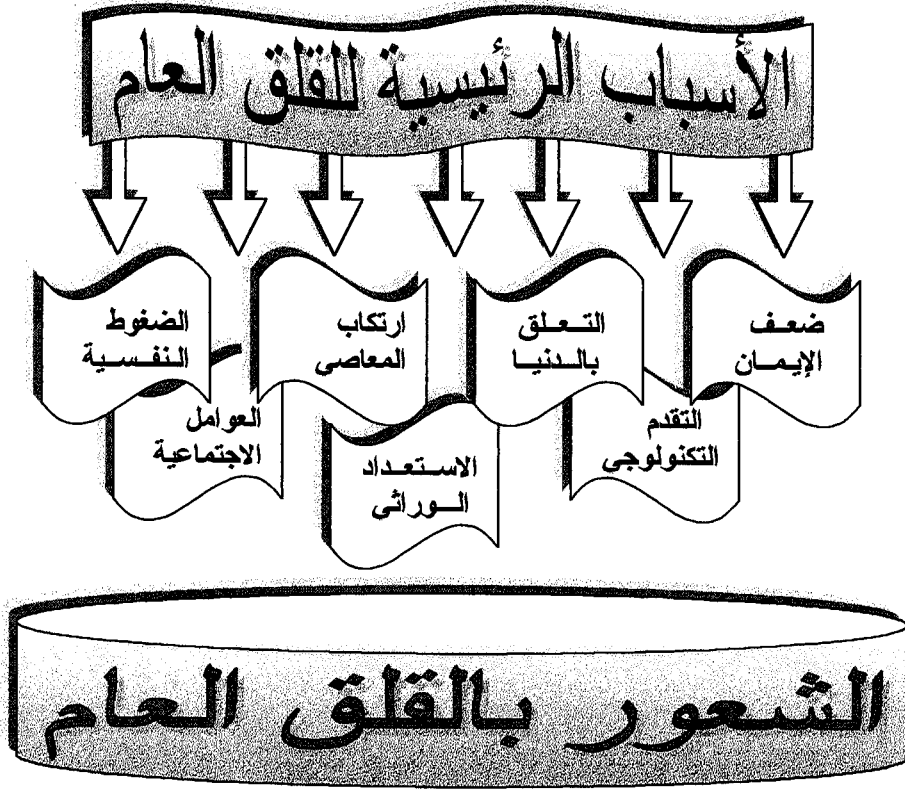 الأسباب الرئيسية للقلق العام
ضعف
الإيمان
التعلق
بالدنيا
ارتكاب
المعاصي
الضغوط
النفسية
التقدم
التكنولوجى
الاستعداد
الوراثى
العوامل
الاجتماعية
الشعور بالقلق العام